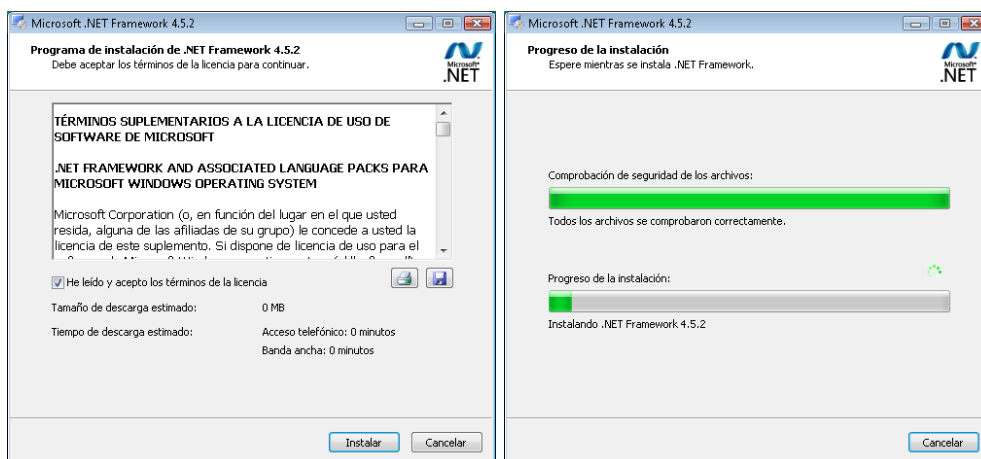 Microsoft .NET Framework 4.5.2
Programa de instalación de .NET Framework 4.5.2
Debe aceptar los términos de la licencia para continuar.
Microsoft
.NET
TÉRMINOS SUPLEMENTARIOS A LA LICENCIA DE USO DE
SOFTWARE DE MICROSOFT
.NET FRAMEWORK AND ASSOCIATED LANGUAGE PACKS PARA
MICROSOFT WINDOWS OPERATING SYSTEM
Microsoft Corporation (o, en función del lugar en el que usted
resida, alguna de las afiliadas de su grupo) le concede a usted la
licencia de este suplemento. Si dispone de licencia de uso para el
He leído y acepto los términos de la licencia
Tamaño de descarga estimado: 0 MB
Tiempo de descarga estimado: Acceso telefónico: 0 minutos
Banda ancha: 0 minutos
Instalar Cancelar
Microsoft .NET Framework 4.5.2
Progreso de la instalación
Espere mientras se instala .NET Framework.
Microsoft
.NET
Comprobación de seguridad de los archivos:
Todos los archivos se comprobaron correctamente.
Progreso de la instalación:
Instalando .NET Framework 4.5.2
Cancelar